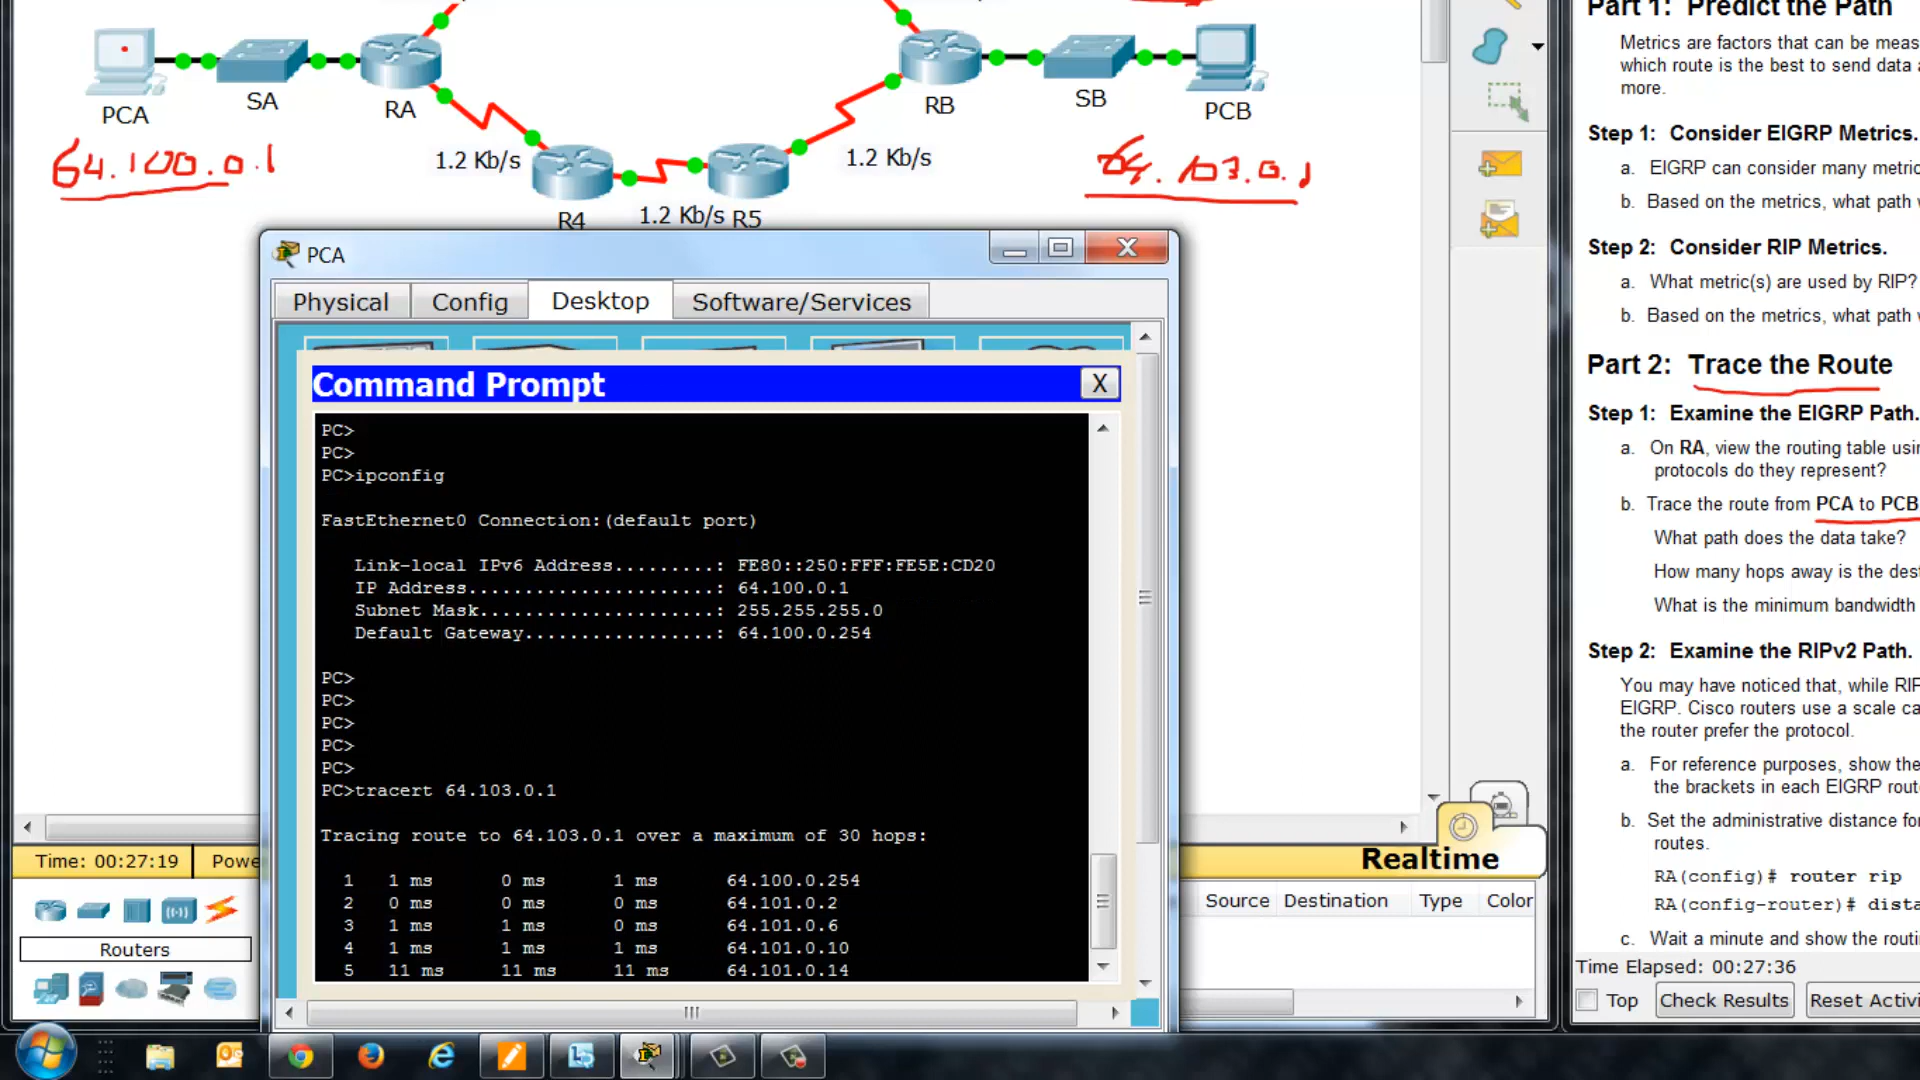 PCA
SA
RA
RB
SB
PCB
64.100.0.1
1.2 Kb/s
1.2 Kb/s
64.103.0.1
R4
1.2 Kb/s
R5
PCA
Physical
Config
Desktop
Software/Services
Command Prompt
X
PC>
PC>
PC>ipconfig
FastEthernet0 Connection:(default port)
Link-local IPv6 Address.........: FE80::250:FFF:FE5E:CD20
IP Address......................: 64.100.0.1
Subnet Mask.....................: 255.255.255.0
Default Gateway.................: 64.100.0.254
PC>
PC>
PC>
PC>
PC>
PC>tracert 64.103.0.1
Tracing route to 64.103.0.1 over a maximum of 30 hops:
1 1 ms 0 ms 1 ms 64.100.0.254
2 0 ms 0 ms 0 ms 64.101.0.2
3 1 ms 1 ms 0 ms 64.101.0.6
4 1 ms 1 ms 1 ms 64.101.0.10
5 11 ms 11 ms 11 ms 64.101.0.14
Time: 00:27:19
Powe
Realtime
Routers
Source Destination Type Color
Part 1: Predict the Path
Metrics are factors that can be meas
which route is the best to send data a
more.
Step 1: Consider EIGRP Metrics.
a. EIGRP can consider many metric
b. Based on the metrics, what path w
Step 2: Consider RIP Metrics.
a. What metric(s) are used by RIP?
b. Based on the metrics, what path w
Part 2: Trace the Route
Step 1: Examine the EIGRP Path.
a. On RA, view the routing table usin
protocols do they represent?
b. Trace the route from PCA to PCB
What path does the data take?
How many hops away is the dest
What is the minimum bandwidth
Step 2: Examine the RIPv2 Path.
You may have noticed that, while RIP
EIGRP. Cisco routers use a scale ca
the router prefer the protocol.
a. For reference purposes, show the
the brackets in each EIGRP route
b. Set the administrative distance for
routes.
RA(config)# router rip
RA(config-router)# dista
c. Wait a minute and show the routi
Time Elapsed: 00:27:36
Top
Check Results
Reset Activi